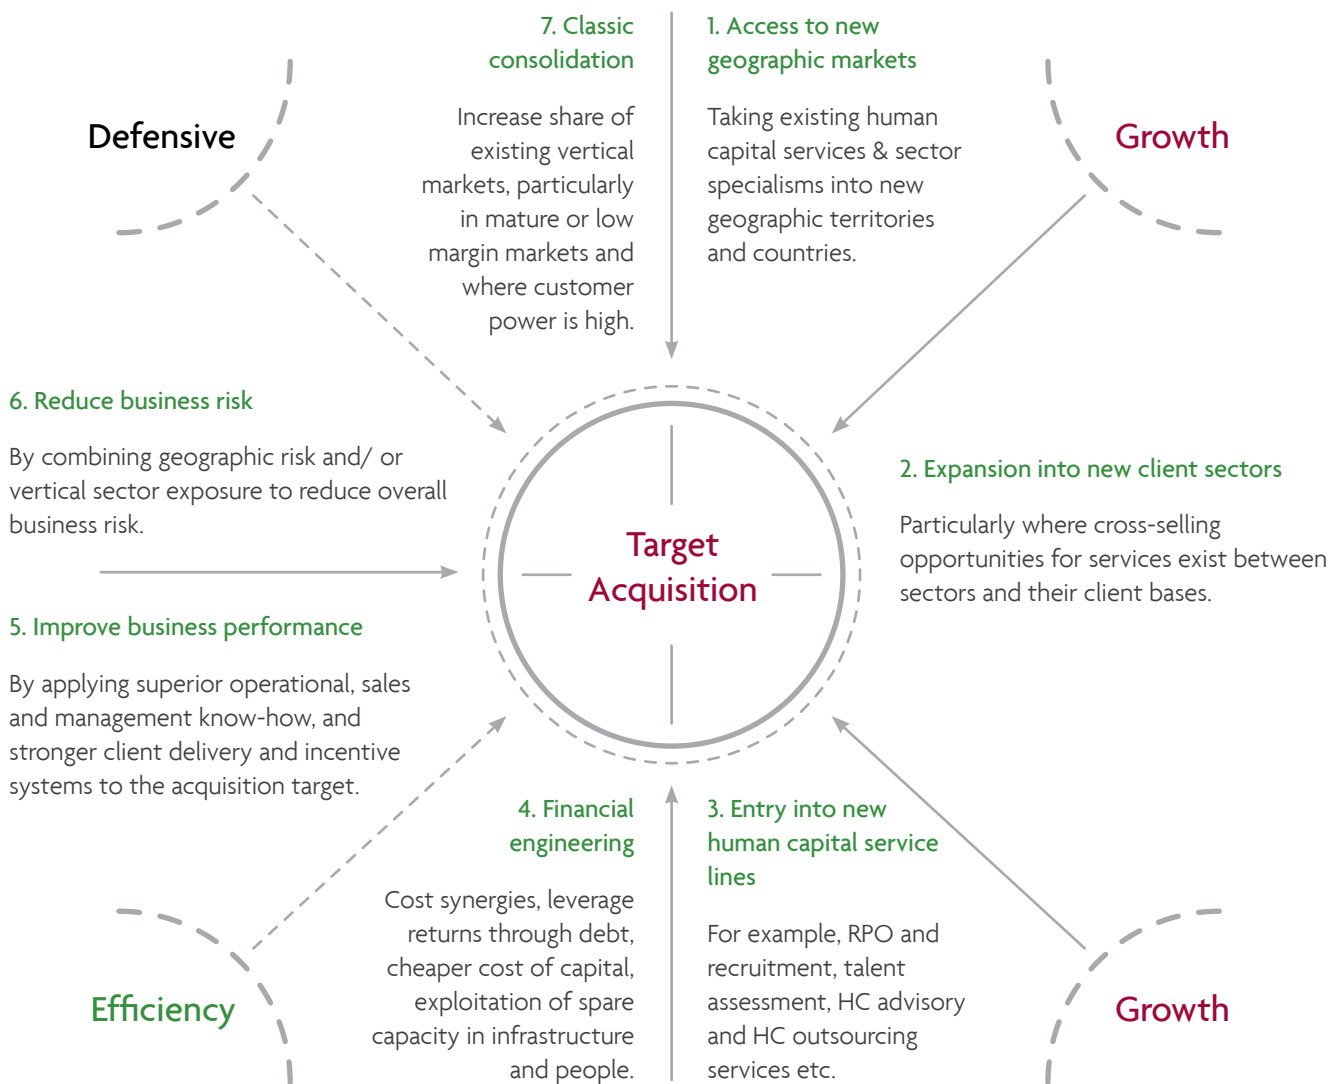 Defensive
7. Classic
consolidation
Increase share of
existing vertical
markets, particularly
in mature or low
margin markets and
where customer
power is high.
1. Access to new
geographic markets
Taking existing human
capital services & sector
specialisms into new
geographic territories
and countries.
Growth
6. Reduce business risk
By combining geographic risk and/ or
vertical sector exposure to reduce overall
business risk.
Target
Acquisition
2. Expansion into new client sectors
Particularly where cross-selling
opportunities for services exist between
sectors and their client bases.
5. Improve business performance
By applying superior operational, sales
and management know-how, and
stronger client delivery and incentive
systems to the acquisition target.
4. Financial
engineering
Cost synergies, leverage
returns through debt,
cheaper cost of capital,
exploitation of spare
capacity in infrastructure
and people.
3. Entry into new
human capital service
lines
For example, RPO and
recruitment, talent
assessment, HC advisory
and HC outsourcing
services etc.
Efficiency
Growth